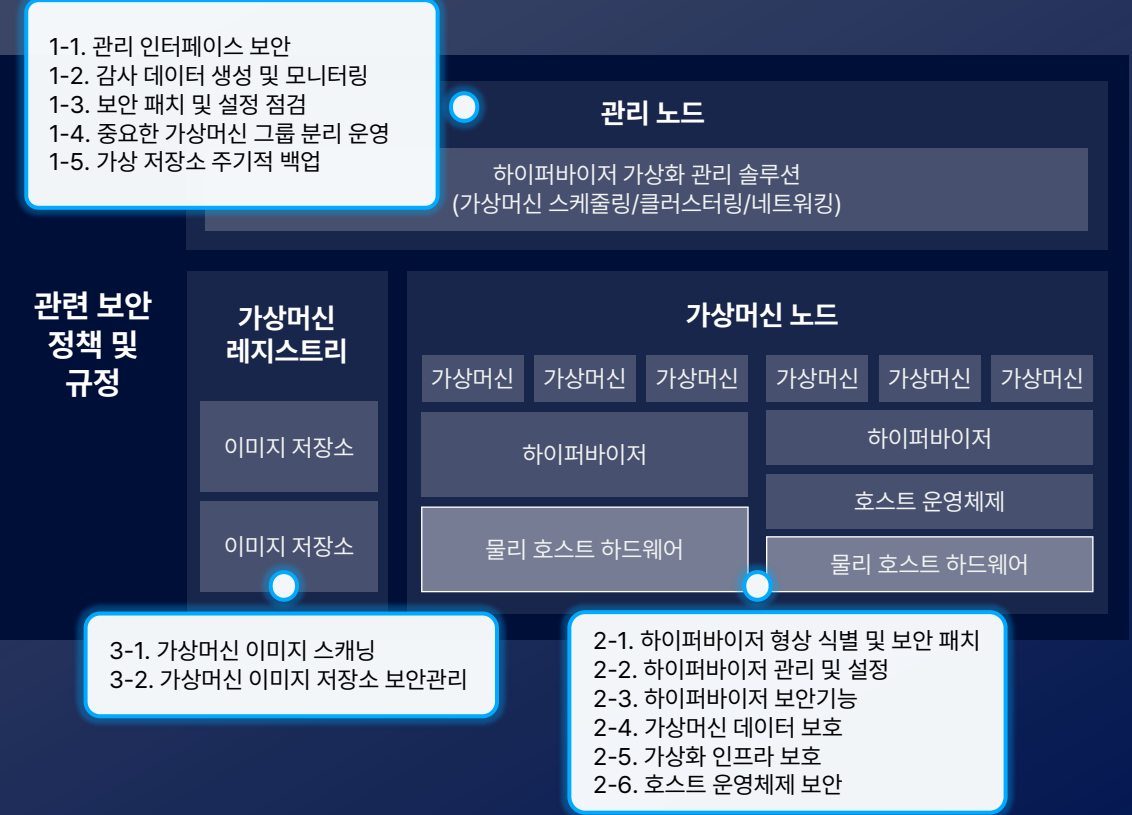 1-1. 관리 인터페이스 보안
1-2. 감사 데이터 생성 및 모니터링
1-3. 보안 패치 및 설정 점검
1-4. 중요한 가상머신 그룹 분리 운영
1-5. 가상 저장소 주기적 백업
관리 노드
하이퍼바이저 가상화 관리 솔루션
(가상머신 스케줄링/클러스터링/네트워킹)
관련 보안
정책 및
규정
가상머신
레지스트리
이미지 저장소
이미지 저장소
가상머신 노드
가상머신 가상머신 가상머신
하이퍼바이저
물리 호스트 하드웨어
가상머신 가상머신 가상머신
하이퍼바이저
호스트 운영체제
물리 호스트 하드웨어
3-1. 가상머신 이미지 스캐닝
3-2. 가상머신 이미지 저장소 보안관리
2-1. 하이퍼바이저 형상 식별 및 보안 패치
2-2. 하이퍼바이저 관리 및 설정
2-3. 하이퍼바이저 보안기능
2-4. 가상머신 데이터 보호
2-5. 가상화 인프라 보호
2-6. 호스트 운영체제 보안